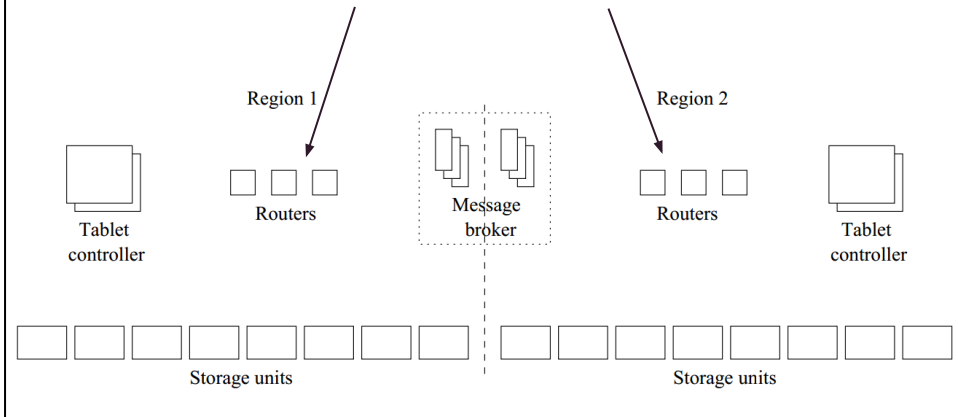 Region 1
Region 2
Tablet
controller
Routers
Message
broker
Routers
Tablet
controller
Storage units
Storage units